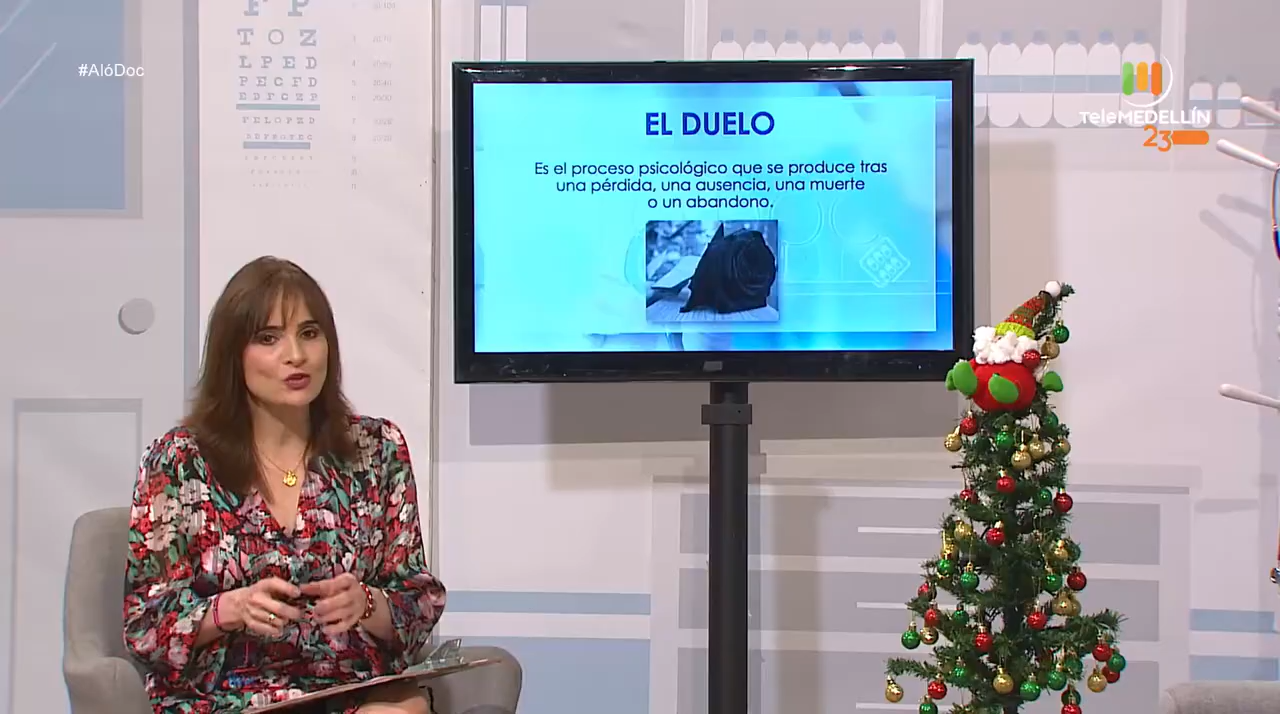 #AlóDoc
F P
T O Z
L P E D
P E C F D
E D F C Z P
F E L O P Z D
TeleMEDELLÍN
23
EL DUELO
Es el proceso psicológico que se produce tras
una pérdida, una ausencia, una muerte
o un abandono.